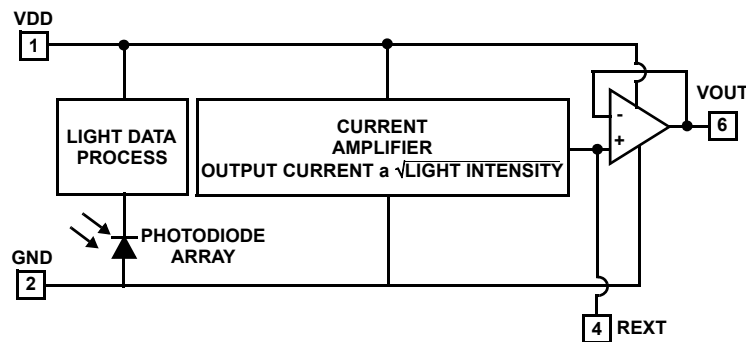 VDD
1
LIGHT DATA
PROCESS
CURRENT
AMPLIFIER
OUTPUT CURRENT a √LIGHT INTENSITY
-
+
VOUT
6
PHOTODIODE
ARRAY
GND
2
4
REXT